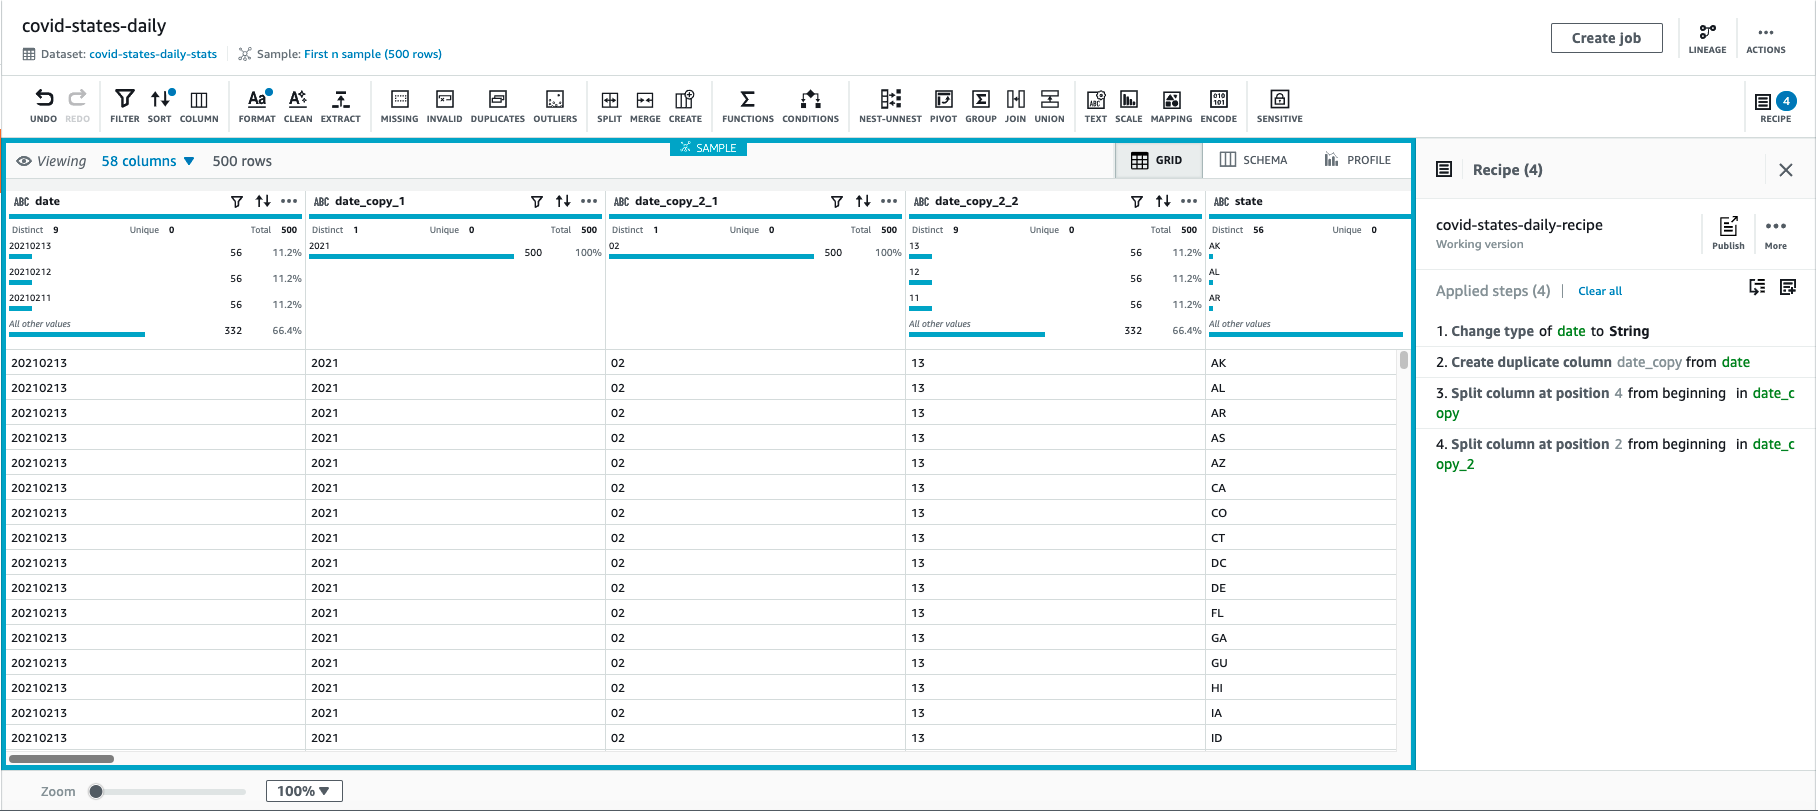 covid-states-daily
Dataset: covid-states-daily-stats Sample: First n sample (500 rows)
Create job
LINEAGE
ACTIONS
UNDO REDO FILTER SORT COLUMN FORMAT CLEAN EXTRACT MISSING INVALID DUPLICATES OUTLIERS SPLIT MERGE CREATE FUNCTIONS CONDITIONS NEST-UNNEST PIVOT GROUP JOIN UNION TEXT SCALE MAPPING ENCODE SENSITIVE
4
RECIPE
Viewing 58 columns 500 rows
SAMPLE
GRID SCHEMA PROFILE
ABC date ABC date_copy_1 ABC date_copy_2_1 ABC date_copy_2_2 ABC state
Distinct 9 Unique 0 Total 500 Distinct 1 Unique 0 Total 500 Distinct 1 Unique 0 Total 500 Distinct 9 Unique 0 Total 500 Distinct 56 Unique 0
20210213 56 11.2% 2021 500 100% 02 500 100% 13 56 11.2% AK
20210212 56 11.2% 12 56 11.2% AL
20210211 56 11.2% 11 56 11.2% AR
All other values 332 66.4% All other values 332 66.4% All other values
20210213 2021 02 13 AK
20210213 2021 02 13 AL
20210213 2021 02 13 AR
20210213 2021 02 13 AS
20210213 2021 02 13 AZ
20210213 2021 02 13 CA
20210213 2021 02 13 CO
20210213 2021 02 13 CT
20210213 2021 02 13 DC
20210213 2021 02 13 DE
20210213 2021 02 13 FL
20210213 2021 02 13 GA
20210213 2021 02 13 GU
20210213 2021 02 13 HI
20210213 2021 02 13 IA
20210213 2021 02 13 ID
Zoom 100%
Recipe (4)
covid-states-daily-recipe
Working version
Publish
More
Applied steps (4) Clear all
1. Change type of date to String
2. Create duplicate column date_copy from date
3. Split column at position 4 from beginning in date_c
opy
4. Split column at position 2 from beginning in date_c
opy_2